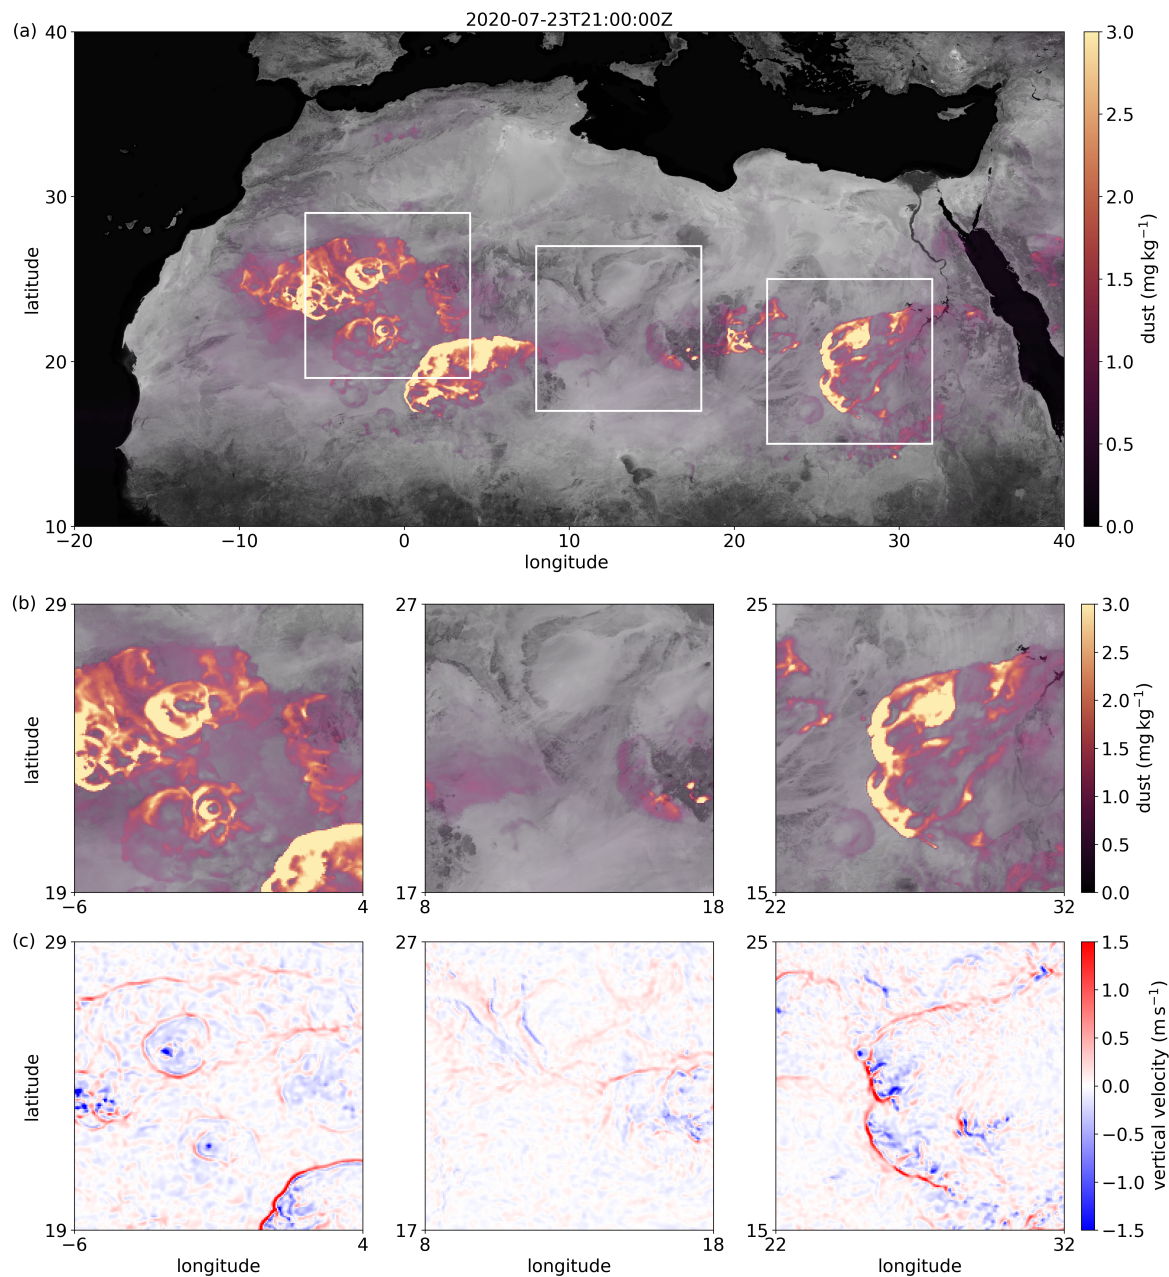 2020-07-23T21:00:00Z
(a)
40
30
20
10
latitude
−20 −10 0 10 20 30 40
longitude
3.0
2.5
2.0
1.5
1.0
0.5
0.0
dust (mg kg⁻¹)
(b)
29
19
latitude
−6 4
27
17
8 18
25
15
22 32
3.0
2.5
2.0
1.5
1.0
0.5
0.0
dust (mg kg⁻¹)
(c)
29
19
latitude
−6 4
longitude
27
17
8 18
longitude
25
15
22 32
longitude
1.5
1.0
0.5
0.0
−0.5
−1.0
−1.5
vertical velocity (m s⁻¹)